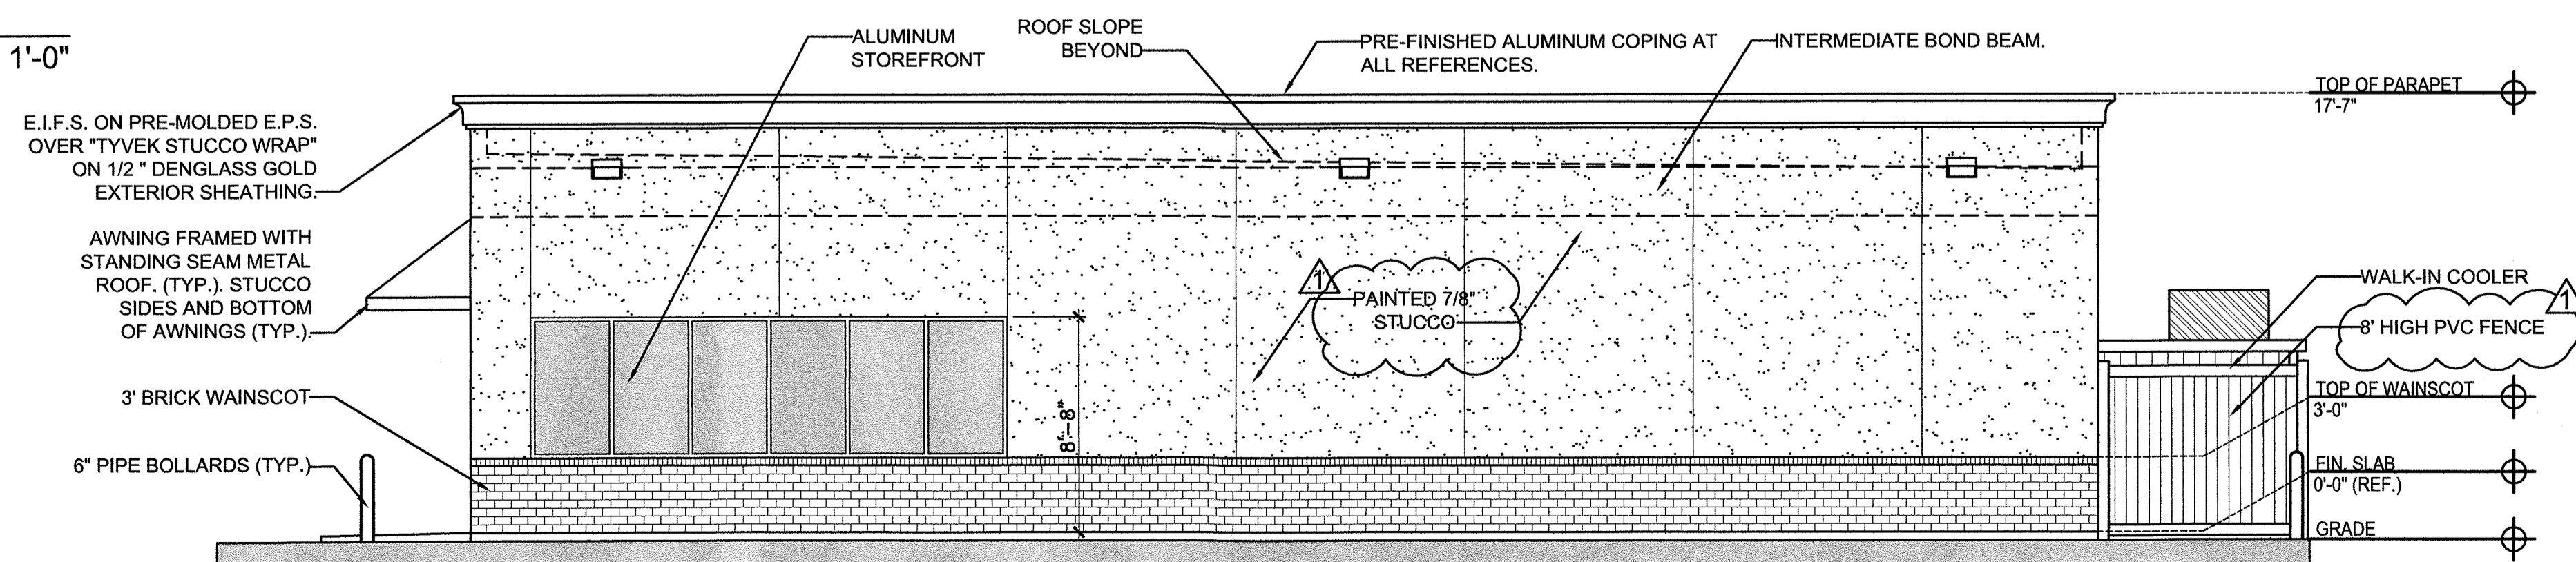 1'-0"
ALUMINUM
STOREFRONT
ROOF SLOPE
BEYOND
PRE-FINISHED ALUMINUM COPING AT
ALL REFERENCES.
INTERMEDIATE BOND BEAM.
TOP OF PARAPET
17'-7"
E.I.F.S. ON PRE-MOLDED E.P.S.
OVER "TYVEK STUCCO WRAP"
ON 1/2 " DENGLASS GOLD
EXTERIOR SHEATHING.
AWNING FRAMED WITH
STANDING SEAM METAL
ROOF. (TYP.). STUCCO
SIDES AND BOTTOM
OF AWNINGS (TYP.).
1
PAINTED 7/8"
STUCCO
WALK-IN COOLER
1
8' HIGH PVC FENCE
3' BRICK WAINSCOT
8'-8"
TOP OF WAINSCOT
3'-0"
6" PIPE BOLLARDS (TYP.)
FIN. SLAB
0'-0" (REF.)
GRADE